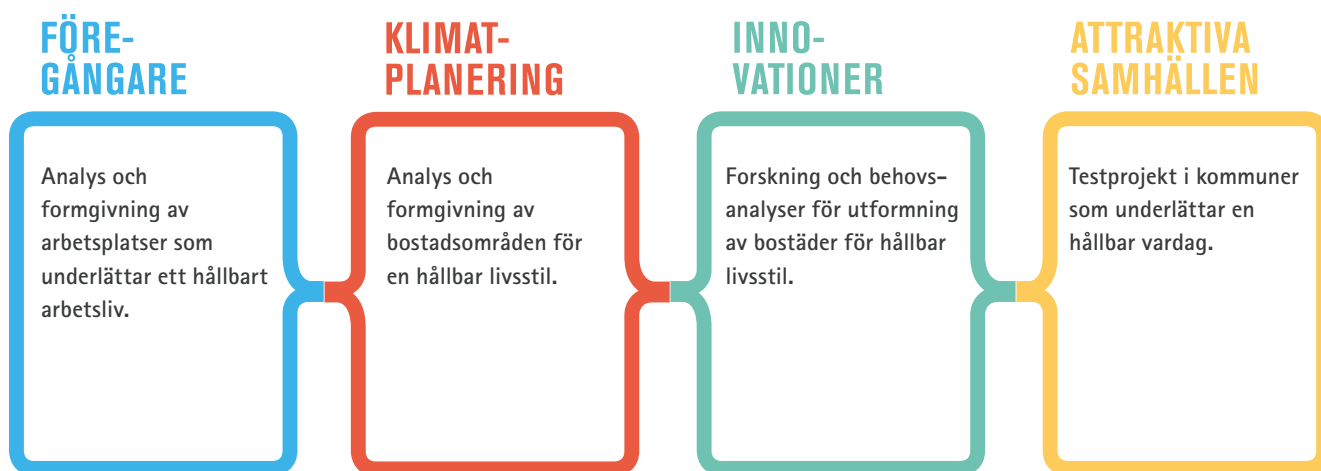 FÖRE-
GÅNGARE
Analys och
formgivning av
arbetsplatser som
underlättar ett hållbart
arbetsliv.
KLIMAT-
PLANERING
Analys och
formgivning av
bostadsområden för
en hållbar livsstil.
INNO-
VATIONER
Forskning och behovs-
analyser för utformning
av bostäder för hållbar
livsstil.
ATTRAKTIVA
SAMHÄLLEN
Testprojekt i kommuner
som underlättar en
hållbar vardag.